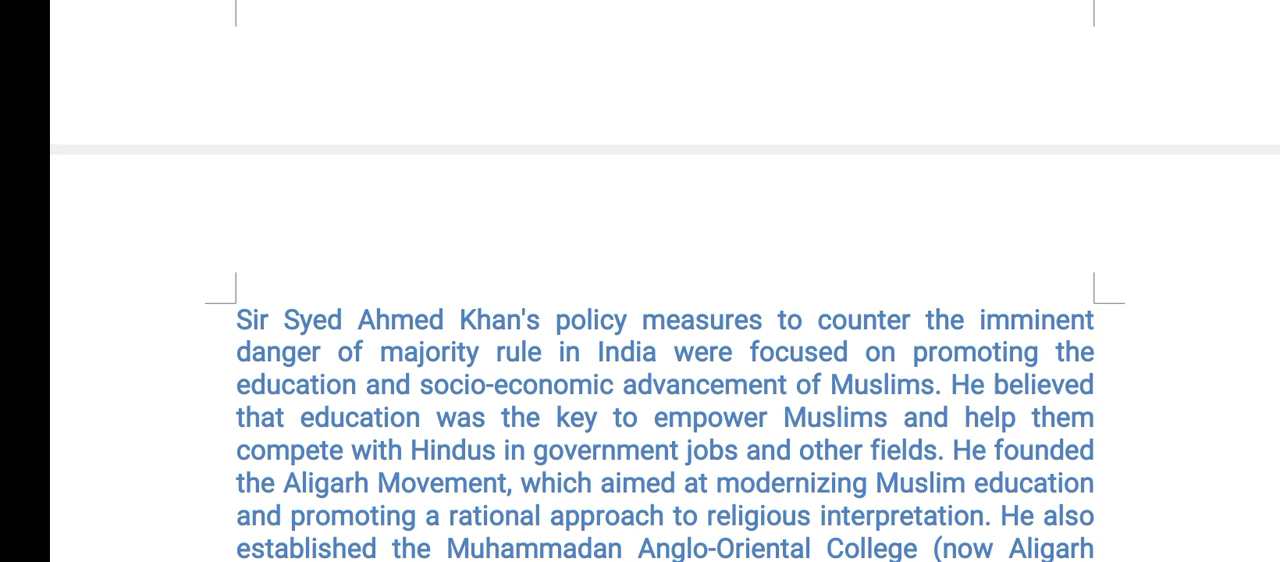 Sir Syed Ahmed Khan's policy measures to counter the imminent
danger of majority rule in India were focused on promoting the
education and socio-economic advancement of Muslims. He believed
that education was the key to empower Muslims and help them
compete with Hindus in government jobs and other fields. He founded
the Aligarh Movement, which aimed at modernizing Muslim education
and promoting a rational approach to religious interpretation. He also
established the Muhammadan Anglo-Oriental College (now Aligarh